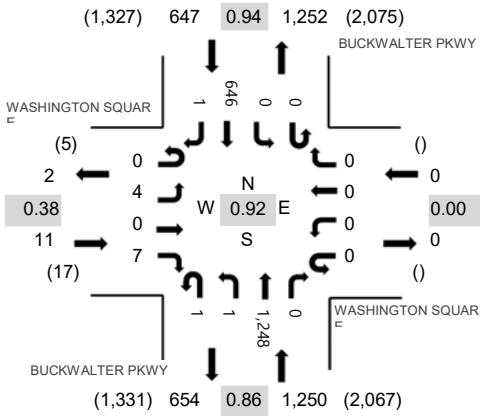 (1,327) 647 0.94 1,252 (2,075)
BUCKWALTER PKWY
WASHINGTON SQUAR
E
1 646 0 0
(5) 0 0 ()
2 4 0 0
0.38 0 W N 0.92 S E 0 0.00
11 7 0 0
(17) ()
1 1 1,248 0
WASHINGTON SQUAR
E
BUCKWALTER PKWY
(1,331) 654 0.86 1,250 (2,067)